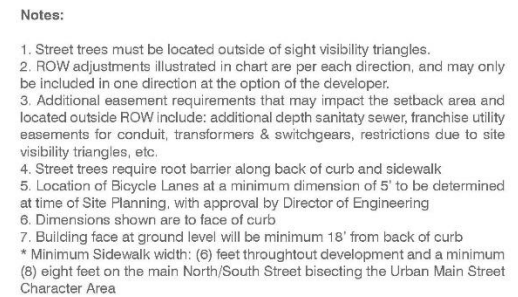 Notes:
1. Street trees must be located outside of sight visibility triangles.
2. ROW adjustments illustrated in chart are per each direction, and may only
be included in one direction at the option of the developer.
3. Additional easement requirements that may impact the setback area and
located outside ROW include: additional depth sanitaty sewer, franchise utility
easements for conduit, transformers & switchgears, restrictions due to site
visibility triangles, etc.
4. Street trees require root barrier along back of curb and sidewalk
5. Location of Bicycle Lanes at a minimum dimension of 5' to be determined
at time of Site Planning, with approval by Director of Engineering
6. Dimensions shown are to face of curb
7. Building face at ground level will be minimum 18' from back of curb
* Minimum Sidewalk width: (6) feet throughtout development and a minimum
(8) eight feet on the main North/South Street bisecting the Urban Main Street
Character Area